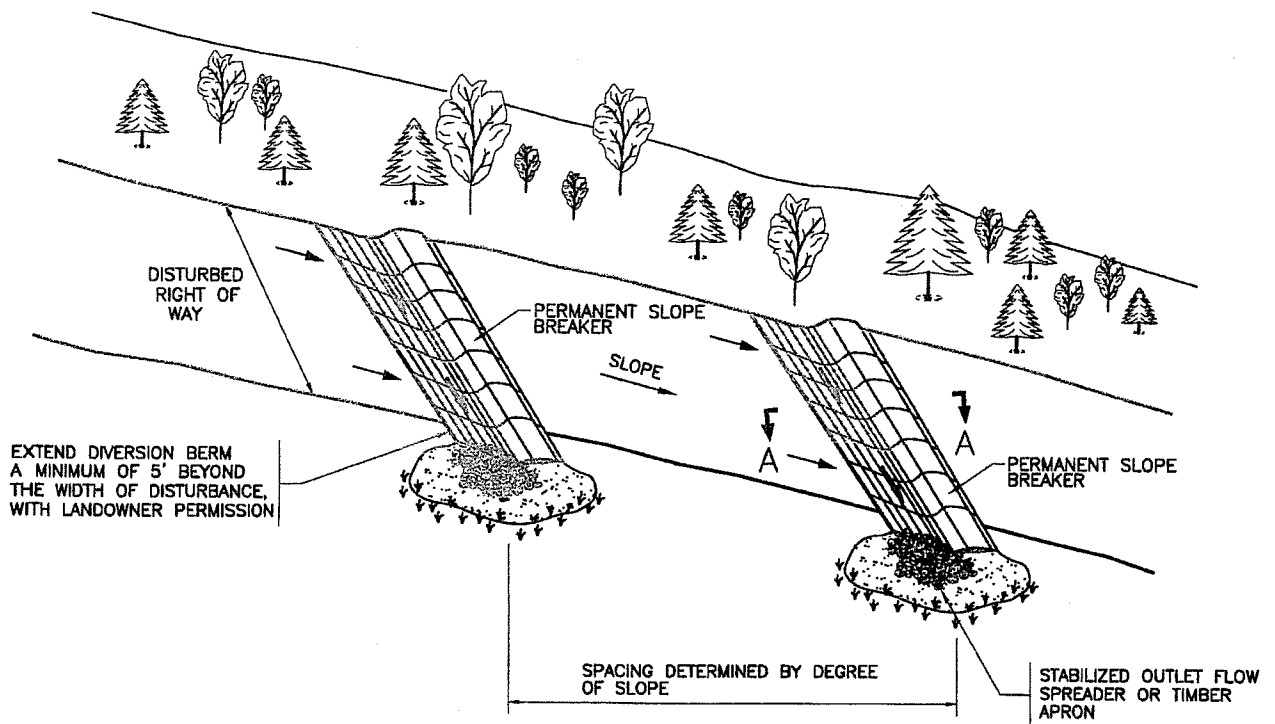 DISTURBED
RIGHT OF
WAY
PERMANENT SLOPE
BREAKER
SLOPE
A
A
EXTEND DIVERSION BERM
A MINIMUM OF 5' BEYOND
THE WIDTH OF DISTURBANCE,
WITH LANDOWNER PERMISSION
PERMANENT SLOPE
BREAKER
SPACING DETERMINED BY DEGREE
OF SLOPE
STABILIZED OUTLET FLOW
SPREADER OR TIMBER
APRON